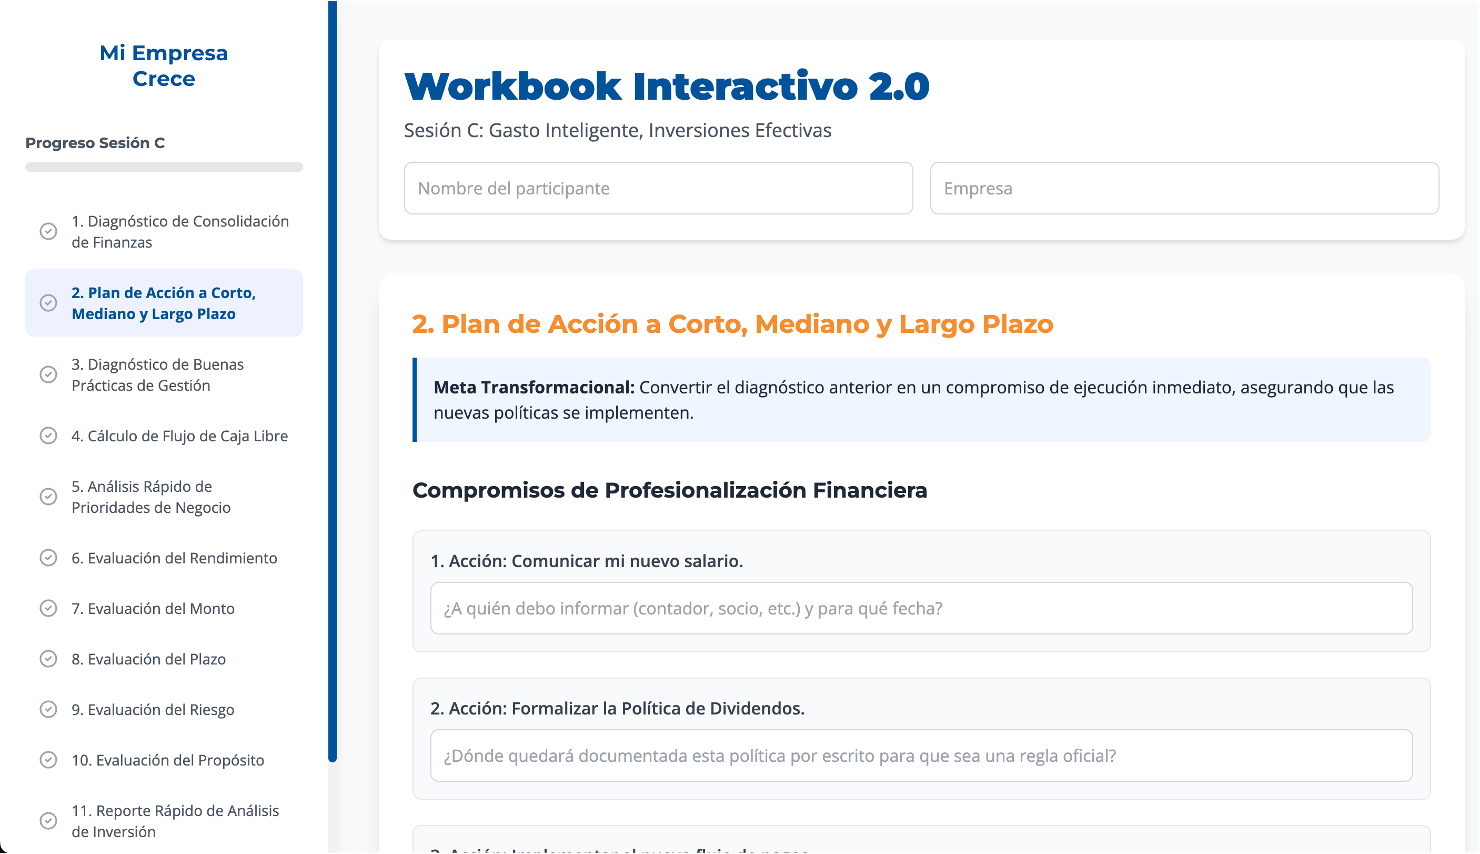 Mi Empresa
Crece
Progreso Sesión C
1. Diagnóstico de Consolidación
de Finanzas
2. Plan de Acción a Corto,
Mediano y Largo Plazo
3. Diagnóstico de Buenas
Prácticas de Gestión
4. Cálculo de Flujo de Caja Libre
5. Análisis Rápido de
Prioridades de Negocio
6. Evaluación del Rendimiento
7. Evaluación del Monto
8. Evaluación del Plazo
9. Evaluación del Riesgo
10. Evaluación del Propósito
11. Reporte Rápido de Análisis
de Inversión
Workbook Interactivo 2.0
Sesión C: Gasto Inteligente, Inversiones Efectivas
Nombre del participante
Empresa
2. Plan de Acción a Corto, Mediano y Largo Plazo
Meta Transformacional: Convertir el diagnóstico anterior en un compromiso de ejecución inmediato, asegurando que las
nuevas políticas se implementen.
Compromisos de Profesionalización Financiera
1. Acción: Comunicar mi nuevo salario.
¿A quién debo informar (contador, socio, etc.) y para qué fecha?
2. Acción: Formalizar la Política de Dividendos.
¿Dónde quedará documentada esta política por escrito para que sea una regla oficial?